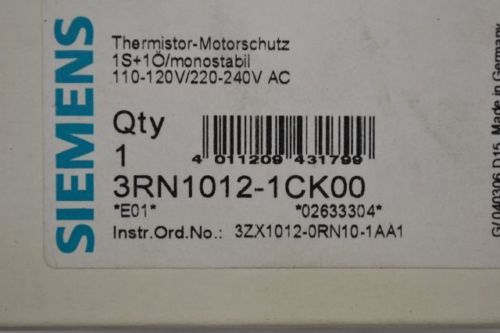 SIEMENS
Thermistor-Motorschutz
1S+1Ö/monostabil
110-120V/220-240V AC
Qty
1
4 011209 431799
3RN1012-1CK00
*E01* *02633304*
Instr.Ord.No.: 3ZX1012-0RN10-1AA1
G/240306 D15 Made in Germany